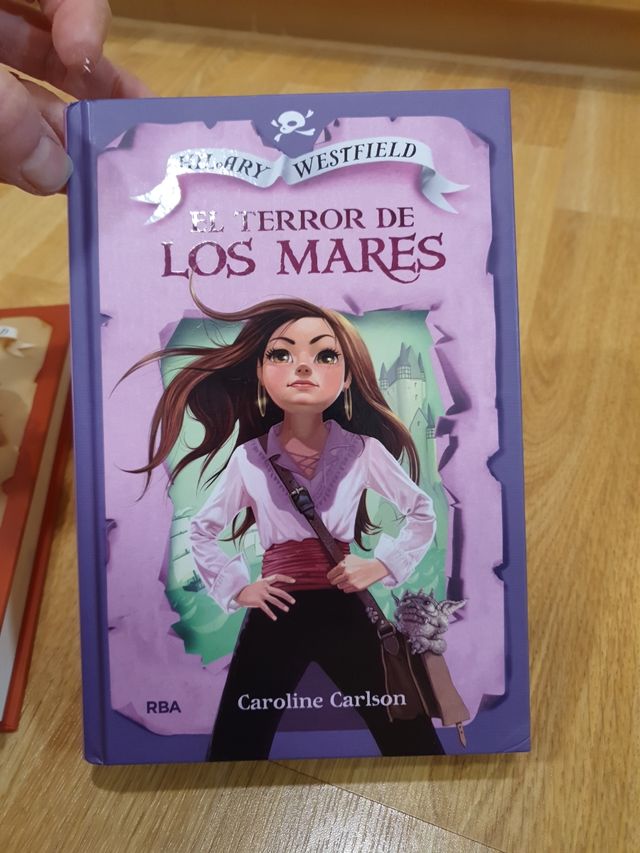 HILARY WESTFIELD
EL TERROR DE
LOS MARES
RBA
Caroline Carlson